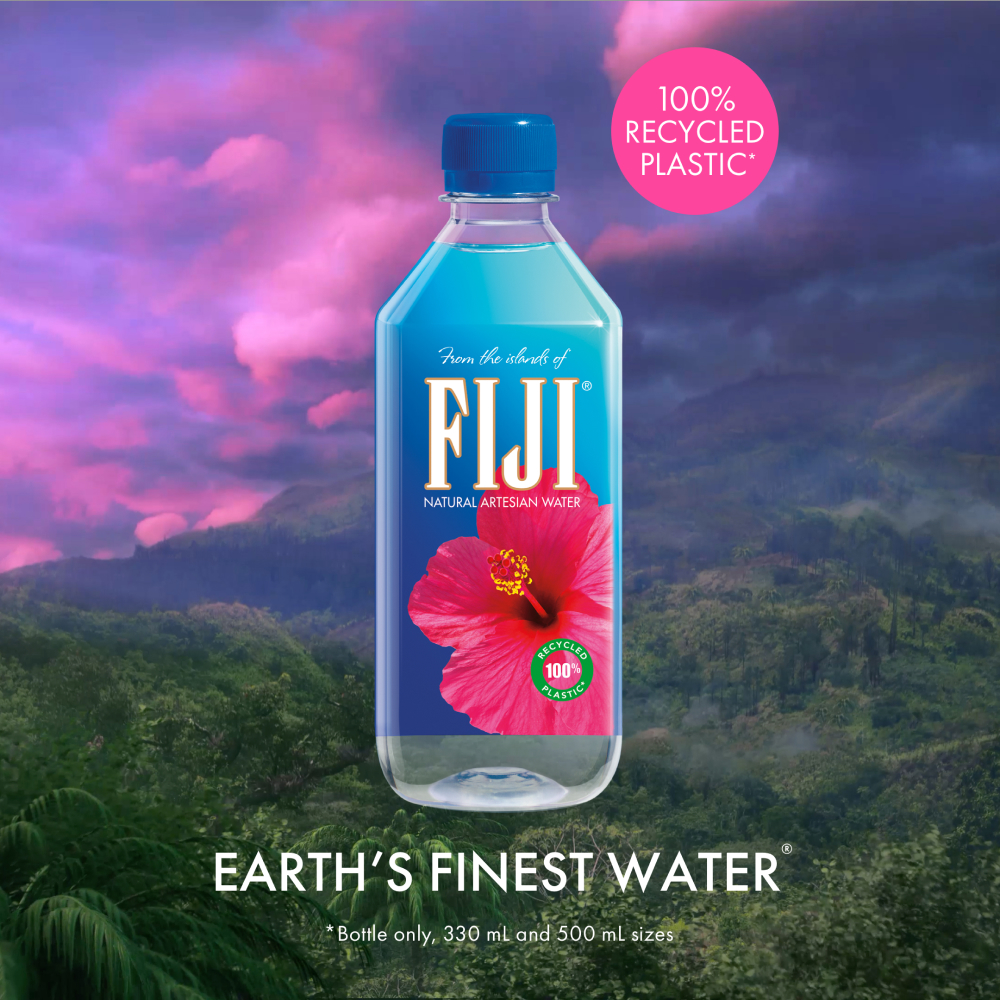 100%
RECYCLED
PLASTIC*
From the islands of
FIJI®
NATURAL ARTESIAN WATER
RECYCLED
100%
PLASTIC*
EARTH'S FINEST WATER®
*Bottle only, 330 mL and 500 mL sizes